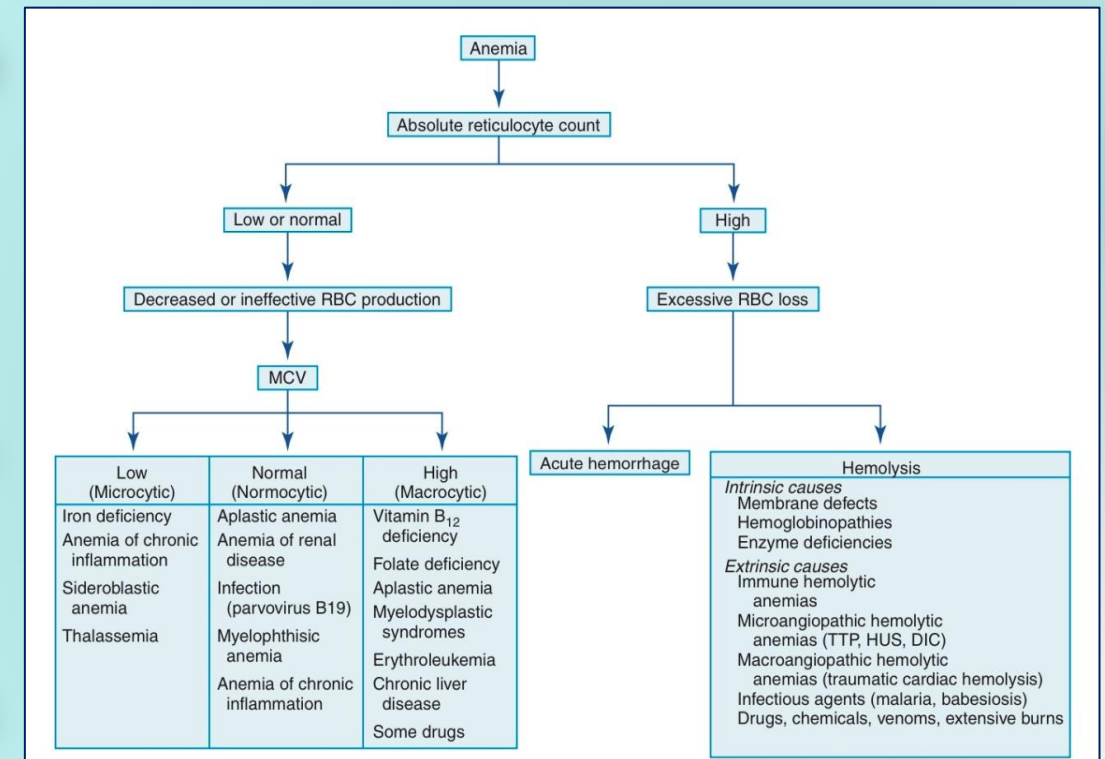 Anemia
Absolute reticulocyte count
Low or normal
High
Decreased or ineffective RBC production
Excessive RBC loss
MCV
Acute hemorrhage
Low
(Microcytic)
Iron deficiency
Anemia of chronic
inflammation
Sideroblastic
anemia
Thalassemia
Normal
(Normocytic)
Aplastic anemia
Anemia of renal
disease
Infection
(parvovirus B19)
Myelophthisic
anemia
Anemia of chronic
inflammation
High
(Macrocytic)
Vitamin B12
deficiency
Folate deficiency
Aplastic anemia
Myelodysplastic
syndromes
Erythroleukemia
Chronic liver
disease
Some drugs
Hemolysis
Intrinsic causes
Membrane defects
Hemoglobinopathies
Enzyme deficiencies
Extrinsic causes
Immune hemolytic
anemias
Microangiopathic hemolytic
anemias (TTP, HUS, DIC)
Macroangiopathic hemolytic
anemias (traumatic cardiac hemolysis)
Infectious agents (malaria, babesiosis)
Drugs, chemicals, venoms, extensive burns